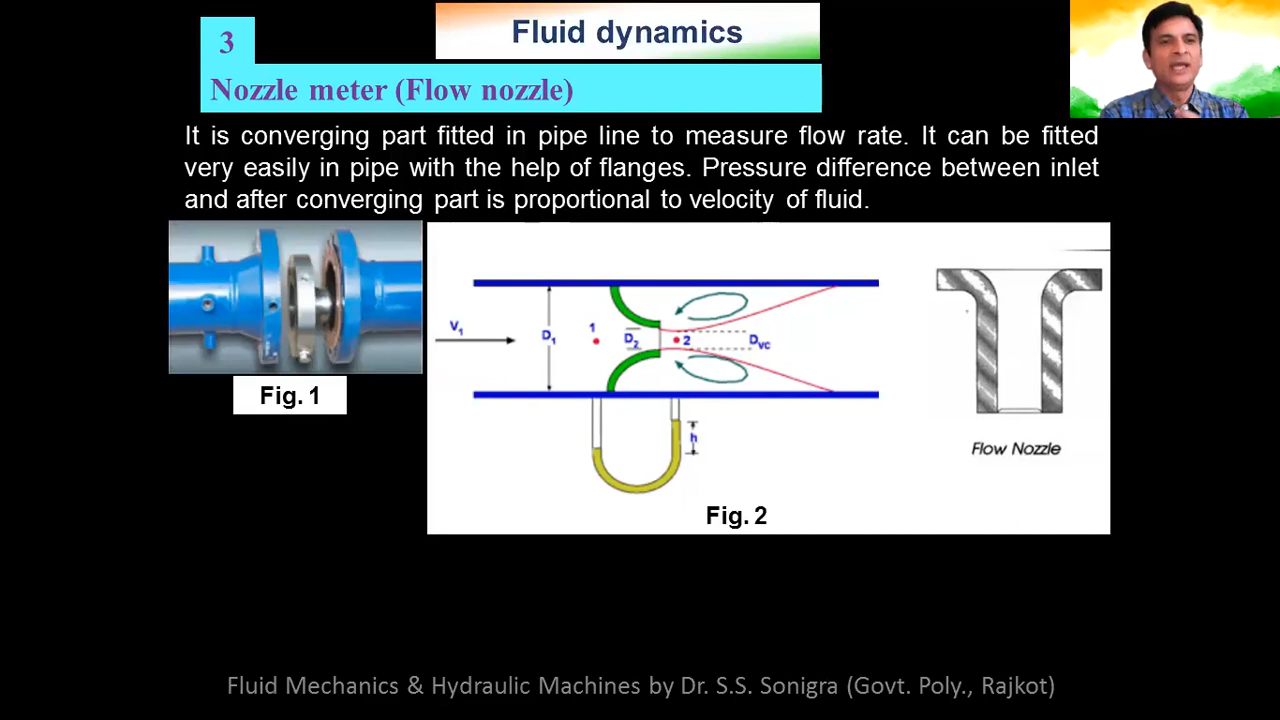 Fluid dynamics
3
Nozzle meter (Flow nozzle)
It is converging part fitted in pipe line to measure flow rate. It can be fitted
very easily in pipe with the help of flanges. Pressure difference between inlet
and after converging part is proportional to velocity of fluid.
V1
D1
1
D2
2
Dvc
h
Flow Nozzle
Fig. 1
Fig. 2
Fluid Mechanics & Hydraulic Machines by Dr. S.S. Sonigra (Govt. Poly., Rajkot)